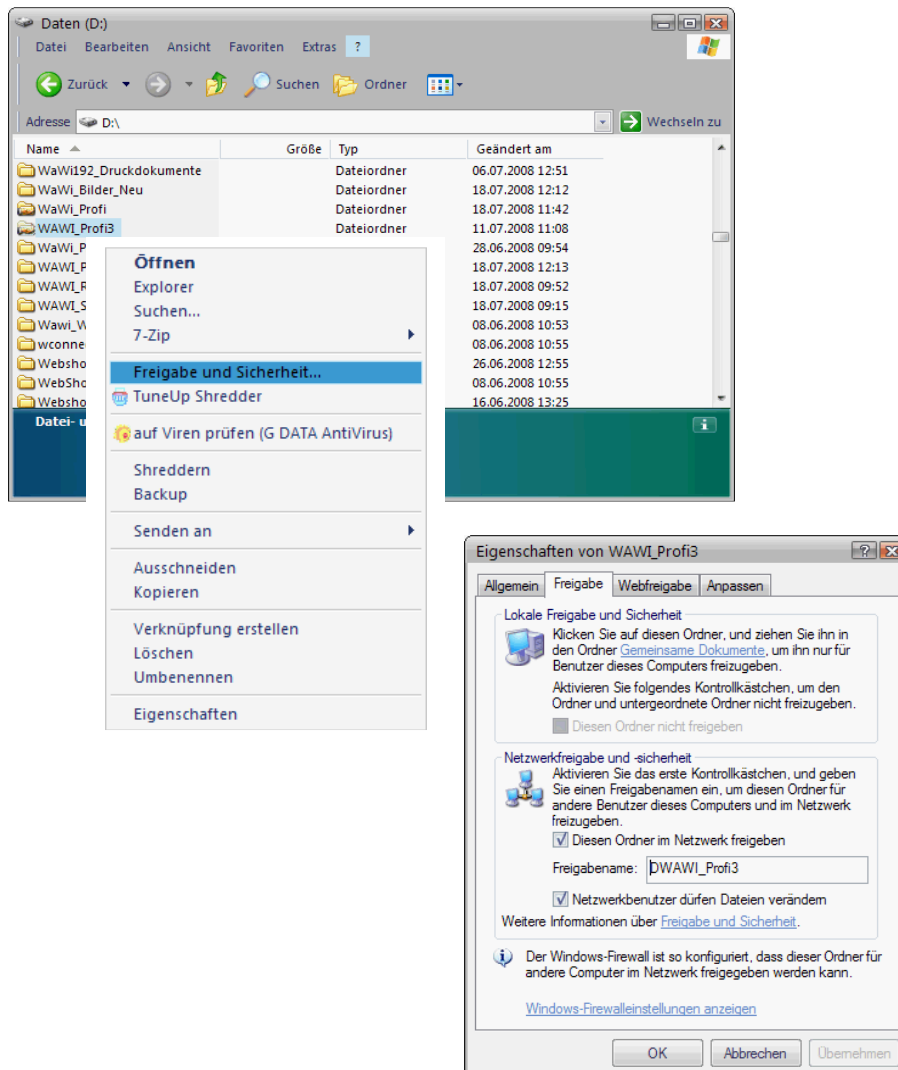 Daten (D:)
Datei Bearbeiten Ansicht Favoriten Extras ?
Zurück Suchen Ordner
Adresse D:\ Wechseln zu
Name Größe Typ Geändert am
WaWi192_Druckdokumente Dateiordner 06.07.2008 12:51
WaWi_Bilder_Neu Dateiordner 18.07.2008 12:12
WaWi_Profi Dateiordner 18.07.2008 11:42
WAWI_Profi3 Dateiordner 11.07.2008 11:08
WaWi_P 28.06.2008 09:54
WAWI_P 18.07.2008 12:13
WAWI_R 18.07.2008 09:52
WAWI_S 18.07.2008 09:15
Wawi_W 08.06.2008 10:53
wconne 08.06.2008 10:55
Websho 26.06.2008 12:55
WebSho 08.06.2008 10:55
Websho 16.06.2008 13:25
Datei- u
Öffnen
Explorer
Suchen...
7-Zip
Freigabe und Sicherheit...
TuneUp Shredder
auf Viren prüfen (G DATA AntiVirus)
Shreddern
Backup
Senden an
Ausschneiden
Kopieren
Verknüpfung erstellen
Löschen
Umbenennen
Eigenschaften
Eigenschaften von WAWI_Profi3
Allgemein Freigabe Webfreigabe Anpassen
Lokale Freigabe und Sicherheit
Klicken Sie auf diesen Ordner, und ziehen Sie ihn in
den Ordner Gemeinsame Dokumente, um ihn nur für
Benutzer dieses Computers freizugeben.
Aktivieren Sie folgendes Kontrollkästchen, um den
Ordner und untergeordnete Ordner nicht freizugeben.
Diesen Ordner nicht freigeben
Netzwerkfreigabe und -sicherheit
Aktivieren Sie das erste Kontrollkästchen, und geben
Sie einen Freigabenamen ein, um diesen Ordner für
andere Benutzer dieses Computers und im Netzwerk
freizugeben.
Diesen Ordner im Netzwerk freigeben
Freigabename: DWAWI_Profi3
Netzwerkbenutzer dürfen Dateien verändern
Weitere Informationen über Freigabe und Sicherheit.
Der Windows-Firewall ist so konfiguriert, dass dieser Ordner für
andere Computer im Netzwerk freigegeben werden kann.
Windows-Firewalleinstellungen anzeigen
OK Abbrechen Übernehmen